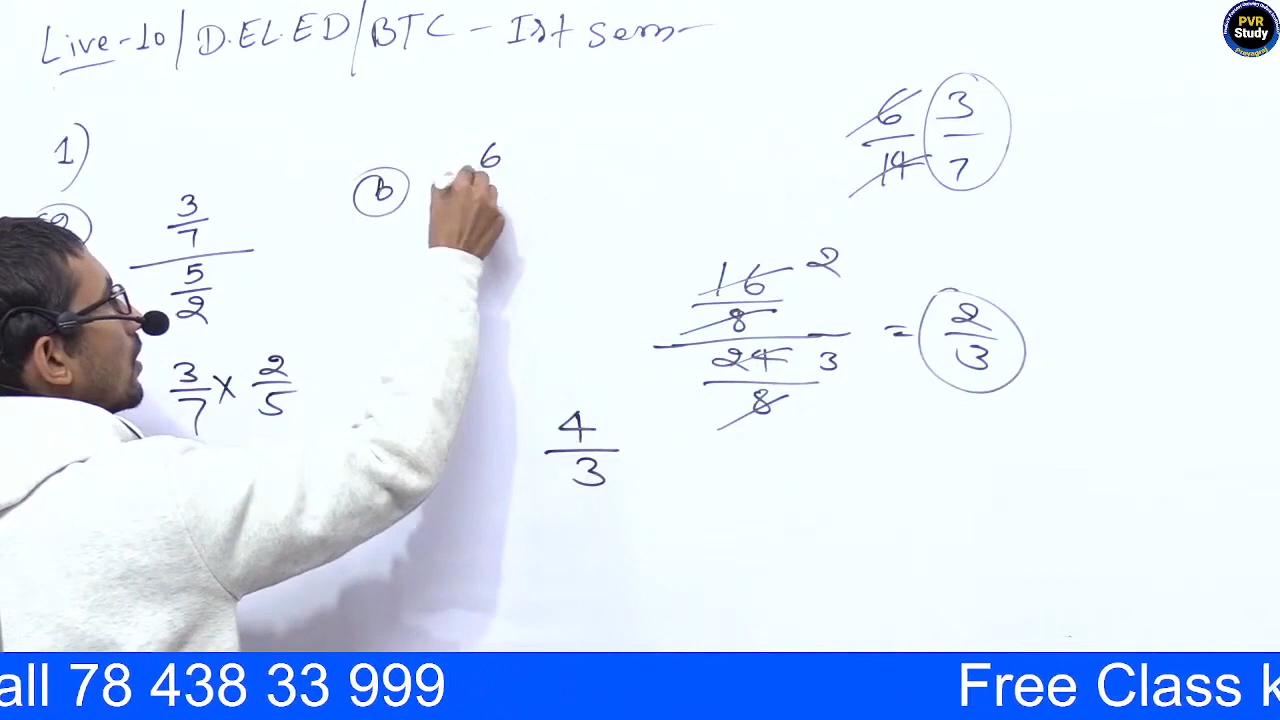 Live-10/D.EL.ED/BTC - Ist sem
PVR
Study
Prayagraj
6 3
14 7
1)
3
7
5
2
b 6
16 2
8
24 3
8
= 2
3
3/7 x 2/5
4
3
all 78 438 33 999
Free Class k